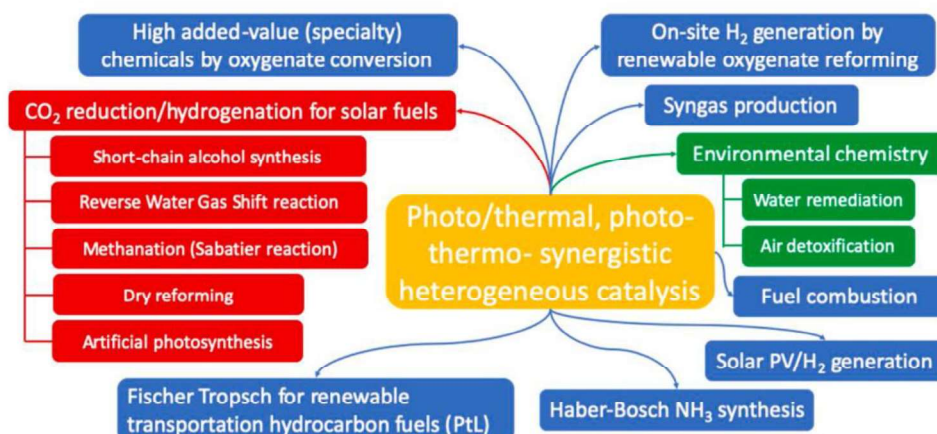 High added-value (specialty)
chemicals by oxygenate conversion
On-site H₂ generation by
renewable oxygenate reforming
CO₂ reduction/hydrogenation for solar fuels
Syngas production
Short-chain alcohol synthesis
Reverse Water Gas Shift reaction
Methanation (Sabatier reaction)
Dry reforming
Artificial photosynthesis
Environmental chemistry
Water remediation
Air detoxification
Photo/thermal, photo-
thermo- synergistic
heterogeneous catalysis
Fuel combustion
Solar PV/H₂ generation
Fischer Tropsch for renewable
transportation hydrocarbon fuels (PtL)
Haber-Bosch NH₃ synthesis